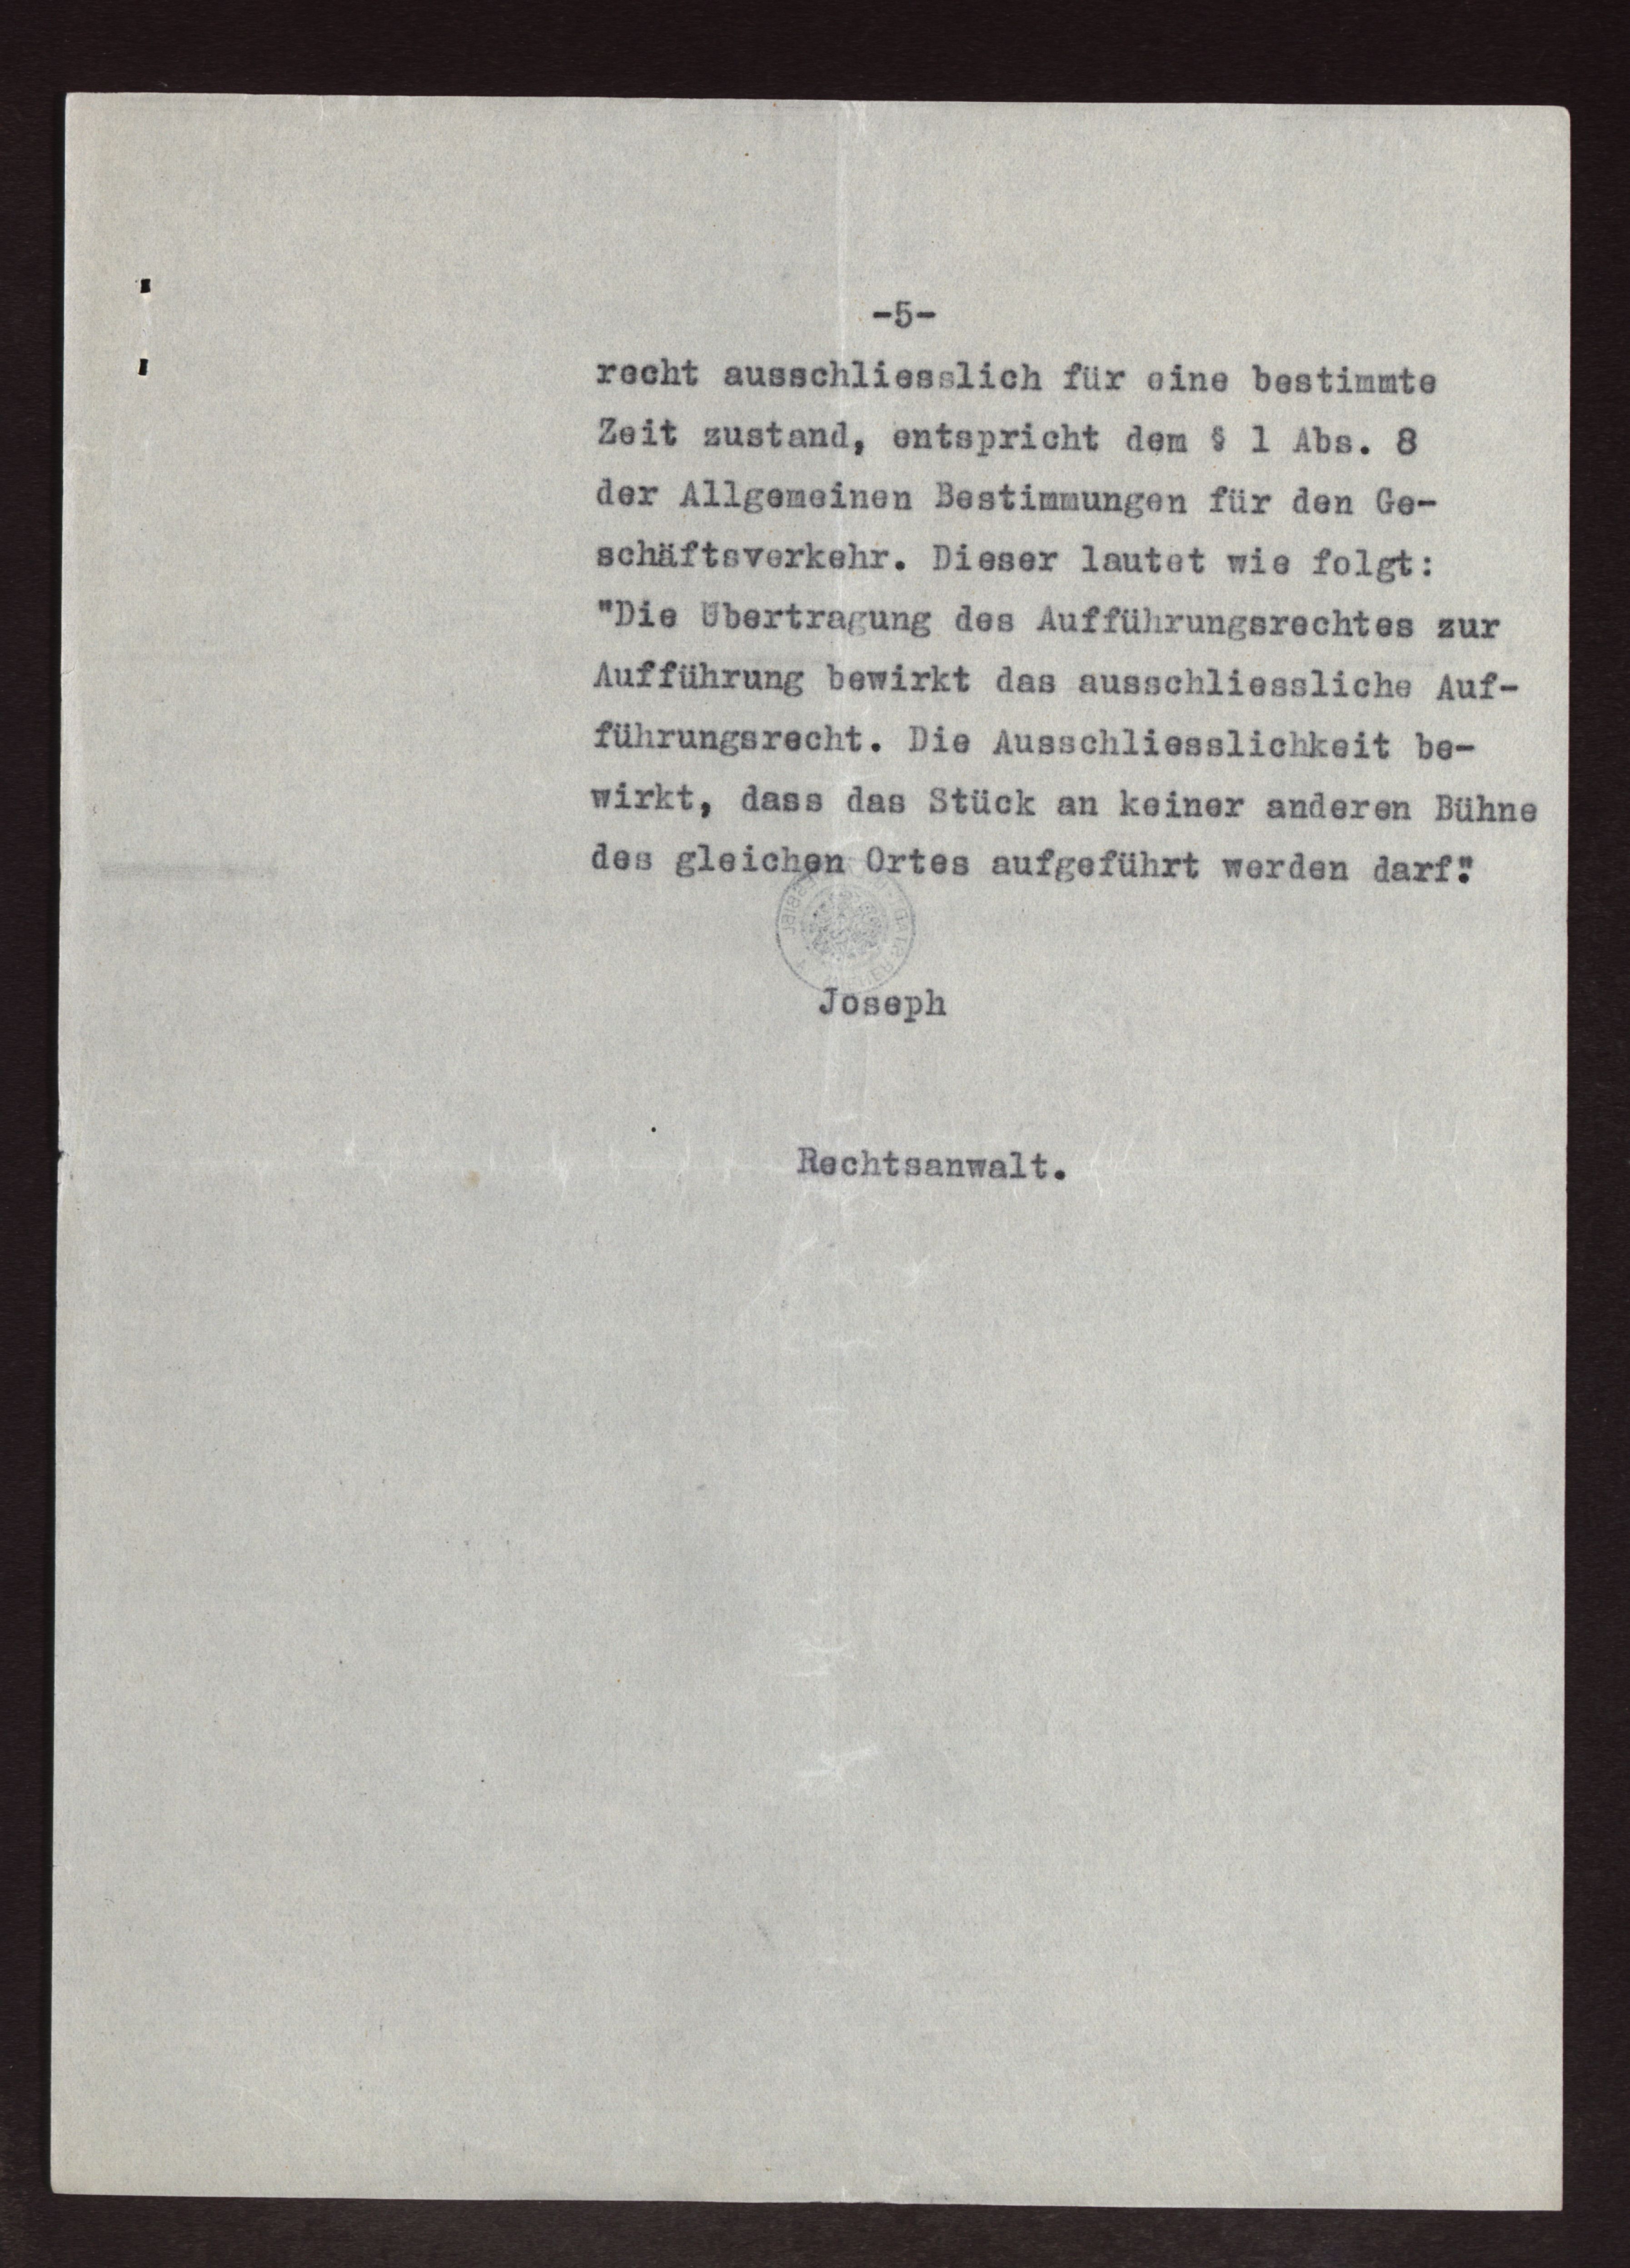 -5-
recht ausschliesslich für eine bestimmte
Zeit zustand, entspricht dem § 1 Abs. 8
der Allgemeinen Bestimmungen für den Ge-
schäftsverkehr. Dieser lautet wie folgt:
"Die Übertragung des Aufführungsrechtes zur
Aufführung bewirkt das ausschliessliche Auf-
führungsrecht. Die Ausschliesslichkeit be-
wirkt, dass das Stück an keiner anderen Bühne
des gleichen Ortes aufgeführt werden darf."
Joseph
Rechtsanwalt.